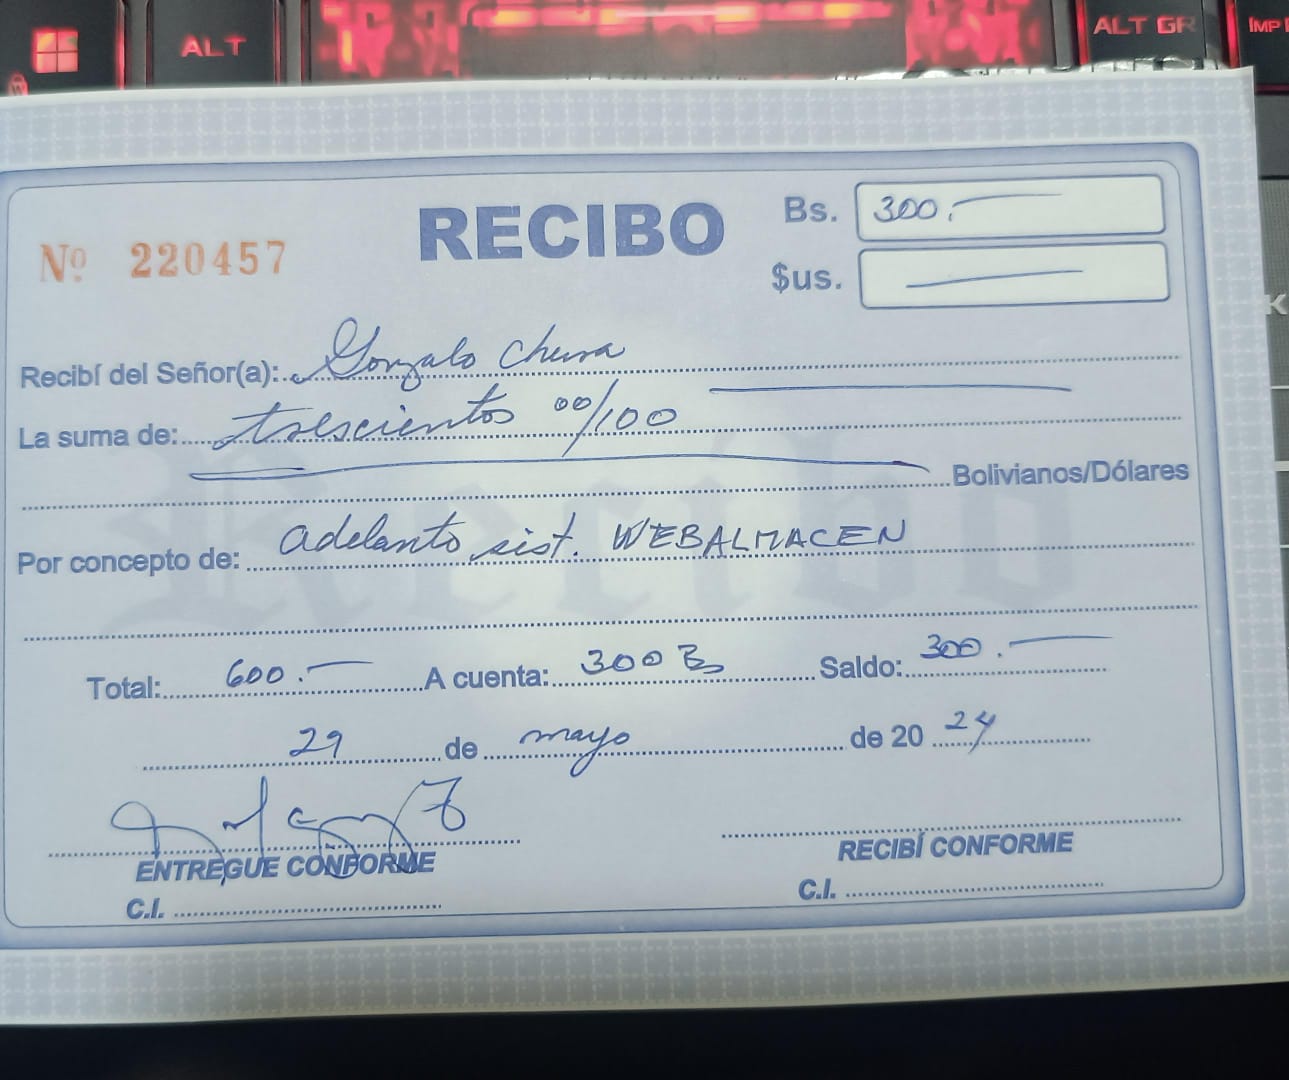 ALT
ALT GR
IMP
K
RECIBO
Bs. 300.-
Nº 220457
$us.
Recibí del Señor(a): Gonzalo Chura
La suma de: trescientos 00/100
Bolivianos/Dólares
Por concepto de: adelanto sist. WEBALMACEN
Total: 600.- A cuenta: 300 Bs Saldo: 300.-
29 de mayo de 20 24
ENTREGUE CONFORME
RECIBÍ CONFORME
C.I.
C.I.